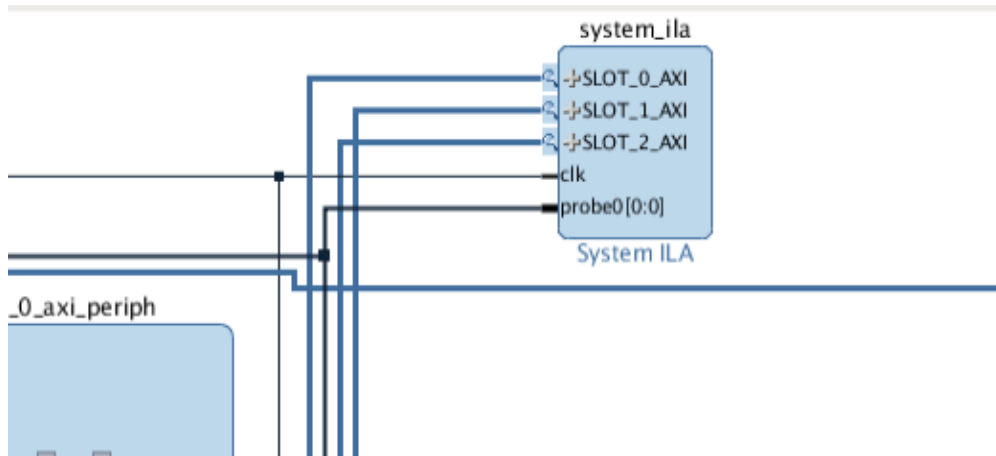 system_ila
SLOT_0_AXI
SLOT_1_AXI
SLOT_2_AXI
clk
probe0[0:0]
System ILA
_0_axi_periph